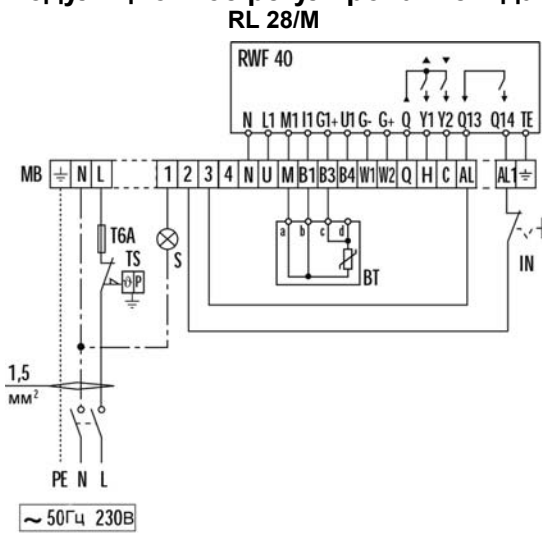 RL 28/M
RWF 40
N L1 M1 I1 G1+ U1 G- G+ Q Y1 Y2 Q13 Q14 TE
MB N L 1 2 3 4 N U M B1 B3 B4 W1 W2 Q H C AL AL1
T6A
TS
P
S
a b c d
BT
IN
1,5
мм²
PE N L
~ 50Гц 230В